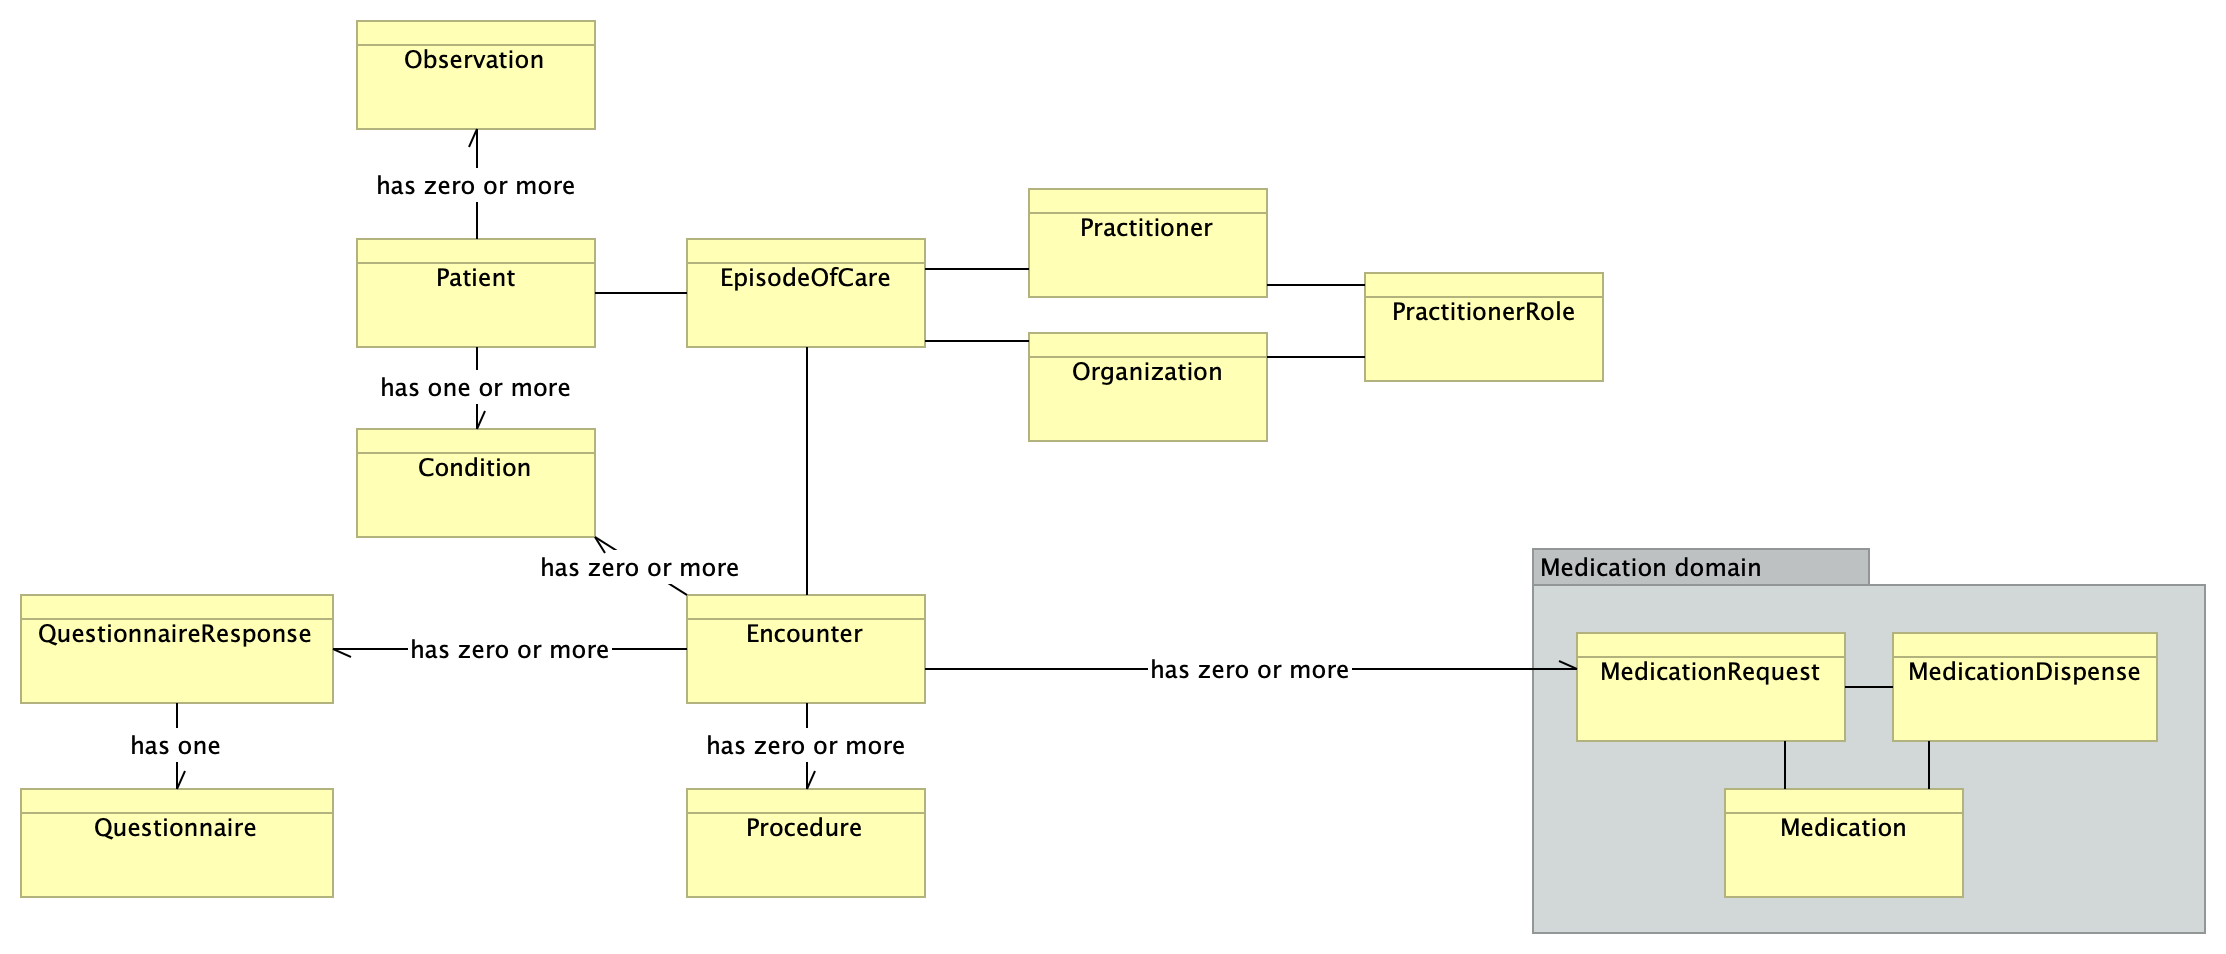 Observation
has zero or more
Patient
EpisodeOfCare
Practitioner
PractitionerRole
Organization
has one or more
Condition
has zero or more
Medication domain
QuestionnaireResponse
has zero or more
Encounter
has zero or more
MedicationRequest
MedicationDispense
has one
has zero or more
Questionnaire
Procedure
Medication